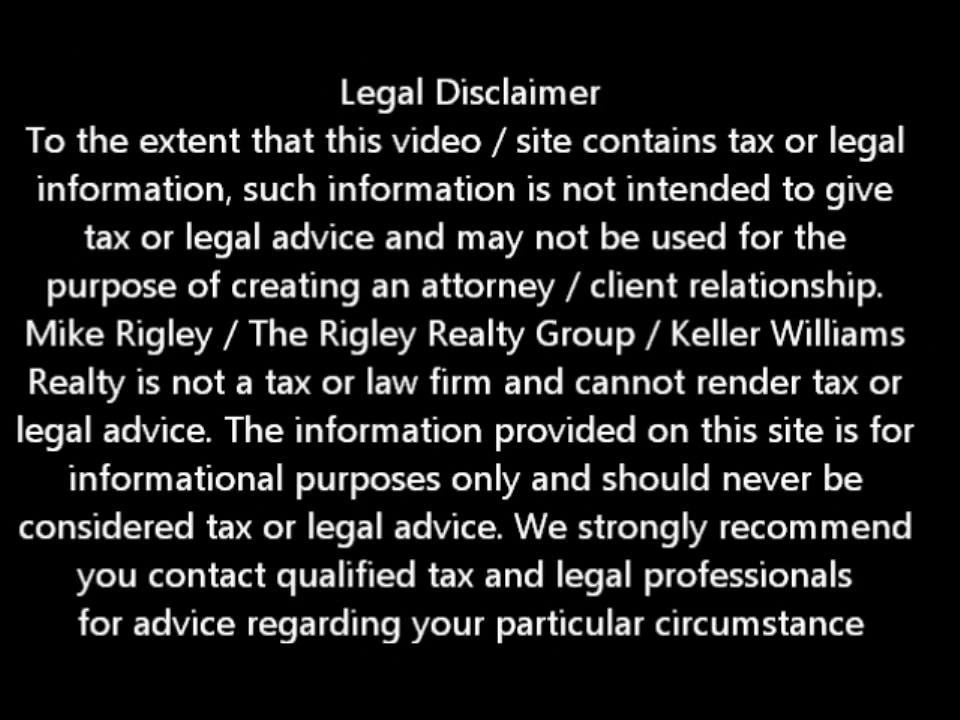 Legal Disclaimer
To the extent that this video / site contains tax or legal
information, such information is not intended to give
tax or legal advice and may not be used for the
purpose of creating an attorney / client relationship.
Mike Rigley / The Rigley Realty Group / Keller Williams
Realty is not a tax or law firm and cannot render tax or
legal advice. The information provided on this site is for
informational purposes only and should never be
considered tax or legal advice. We strongly recommend
you contact qualified tax and legal professionals
for advice regarding your particular circumstance